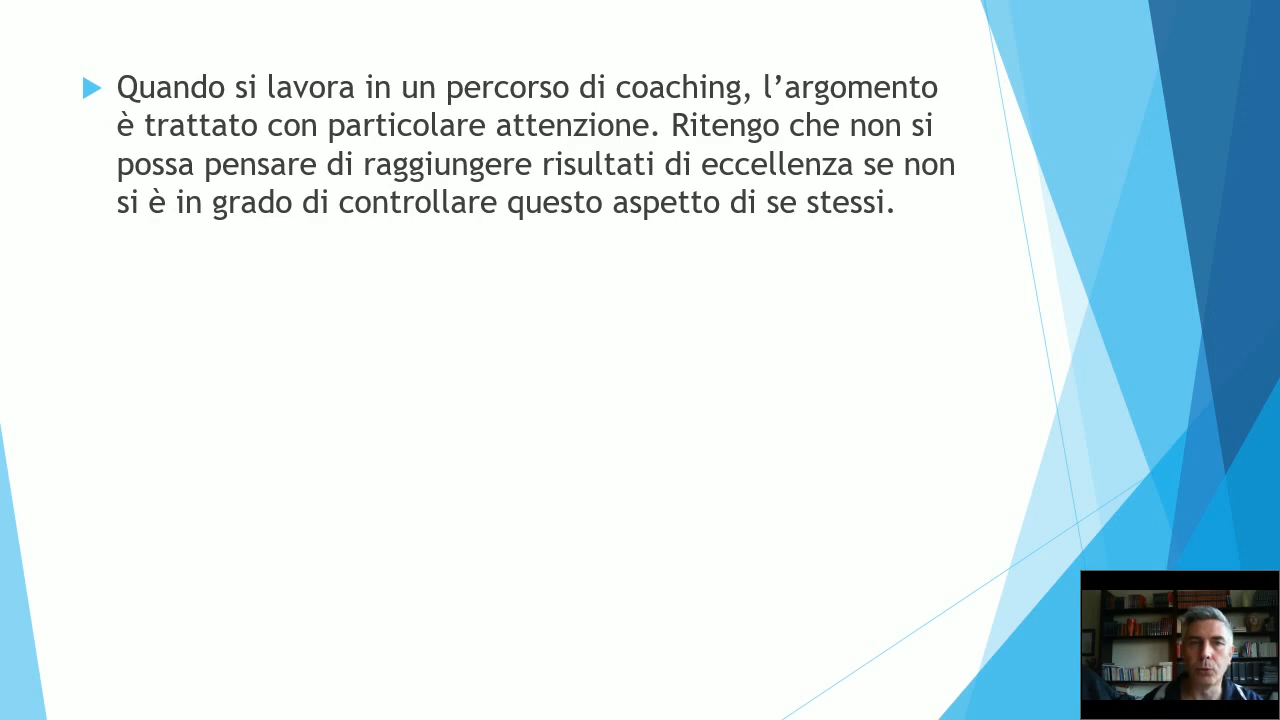 Quando si lavora in un percorso di coaching, l’argomento
è trattato con particolare attenzione. Ritengo che non si
possa pensare di raggiungere risultati di eccellenza se non
si è in grado di controllare questo aspetto di se stessi.